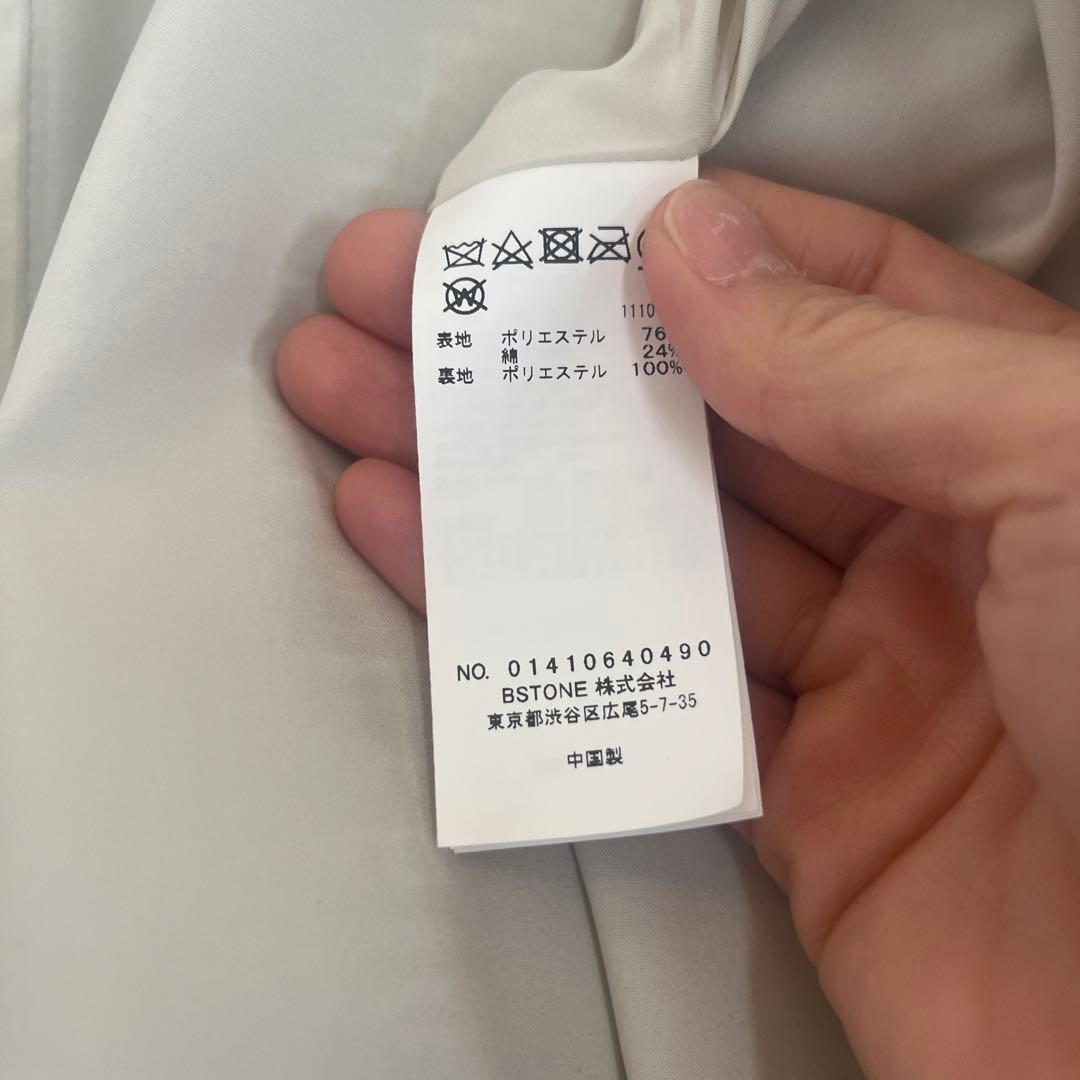 1110
表地 ポリエステル 76
綿 24%
裏地 ポリエステル 100%
NO. 01410640490
BSTONE 株式会社
東京都渋谷区広尾5-7-35
中国製